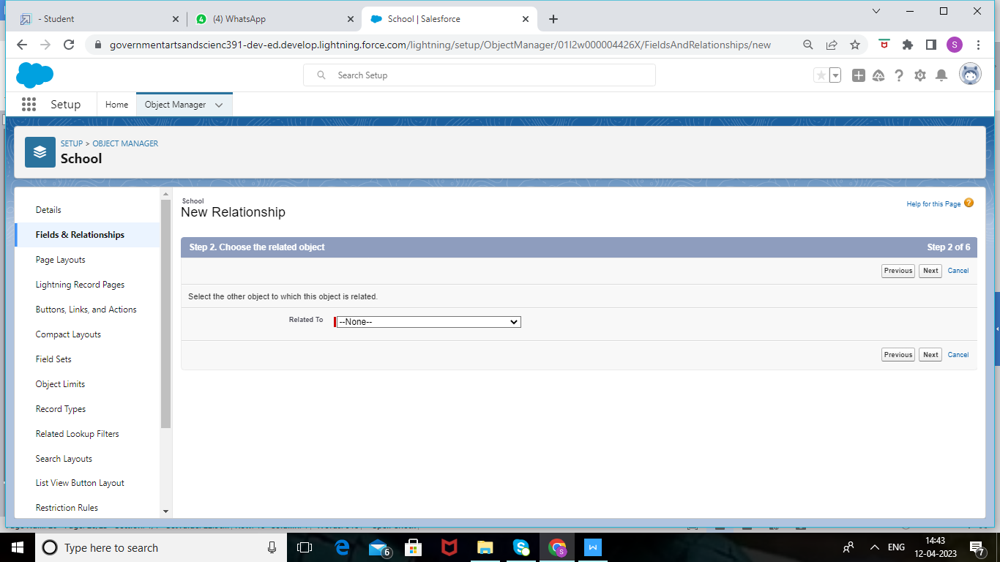 - Student
(4) WhatsApp
School | Salesforce
governmentartsandscienc391-dev-ed.develop.lightning.force.com/lightning/setup/ObjectManager/01I2w000004426X/FieldsAndRelationships/new
S
Search Setup
Setup
Home
Object Manager
SETUP > OBJECT MANAGER
School
Details
Fields & Relationships
Page Layouts
Lightning Record Pages
Buttons, Links, and Actions
Compact Layouts
Field Sets
Object Limits
Record Types
Related Lookup Filters
Search Layouts
List View Button Layout
Restriction Rules
School
New Relationship
Help for this Page
Step 2. Choose the related object
Step 2 of 6
Previous
Next
Cancel
Select the other object to which this object is related.
Related To
--None--
Previous
Next
Cancel
Type here to search
6
S
W
ENG
14:43
12-04-2023
7